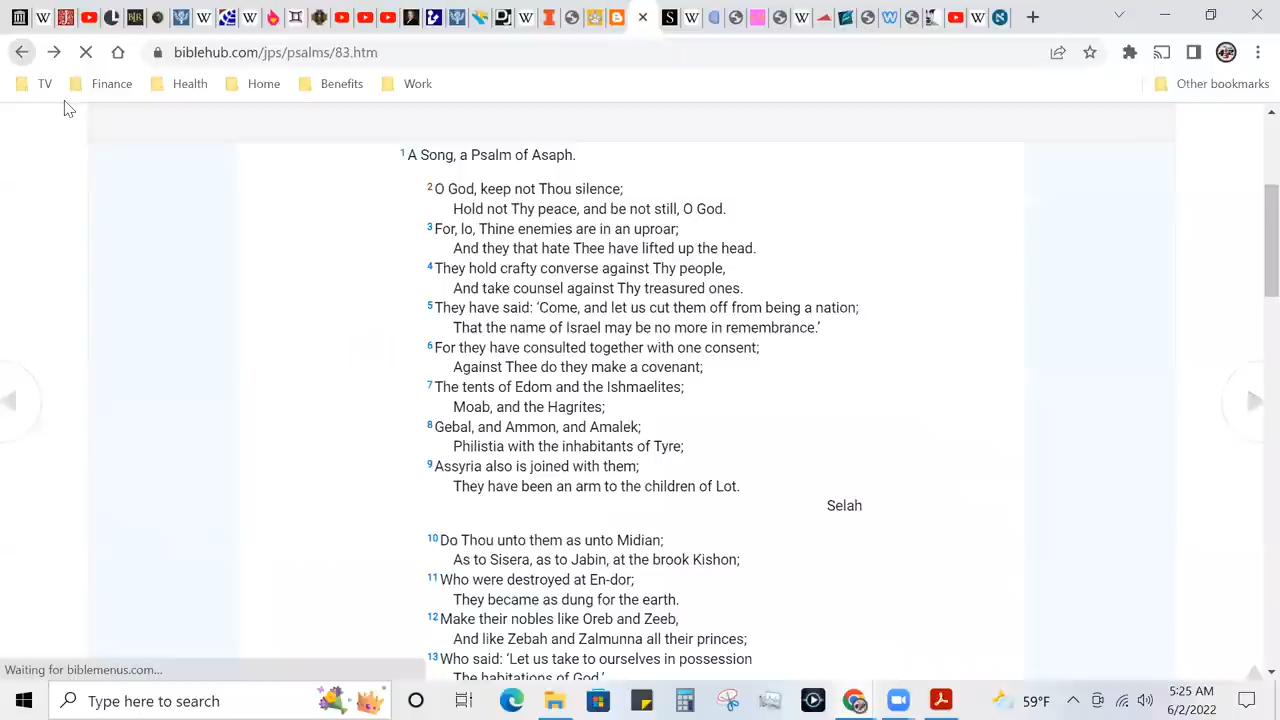 biblehub.com/jps/psalms/83.htm
TV Finance Health Home Benefits Work Other bookmarks
1 A Song, a Psalm of Asaph.
2 O God, keep not Thou silence;
Hold not Thy peace, and be not still, O God.
3 For, lo, Thine enemies are in an uproar;
And they that hate Thee have lifted up the head.
4 They hold crafty converse against Thy people,
And take counsel against Thy treasured ones.
5 They have said: ‘Come, and let us cut them off from being a nation;
That the name of Israel may be no more in remembrance.’
6 For they have consulted together with one consent;
Against Thee do they make a covenant;
7 The tents of Edom and the Ishmaelites;
Moab, and the Hagrites;
8 Gebal, and Ammon, and Amalek;
Philistia with the inhabitants of Tyre;
9 Assyria also is joined with them;
They have been an arm to the children of Lot.
Selah
10 Do Thou unto them as unto Midian;
As to Sisera, as to Jabin, at the brook Kishon;
11 Who were destroyed at En-dor;
They became as dung for the earth.
12 Make their nobles like Oreb and Zeeb,
And like Zebah and Zalmunna all their princes;
13 Who said: ‘Let us take to ourselves in possession
The habitations of God.’
Waiting for biblemenus.com...
Type here to search
59°F
5:25 AM
6/2/2022